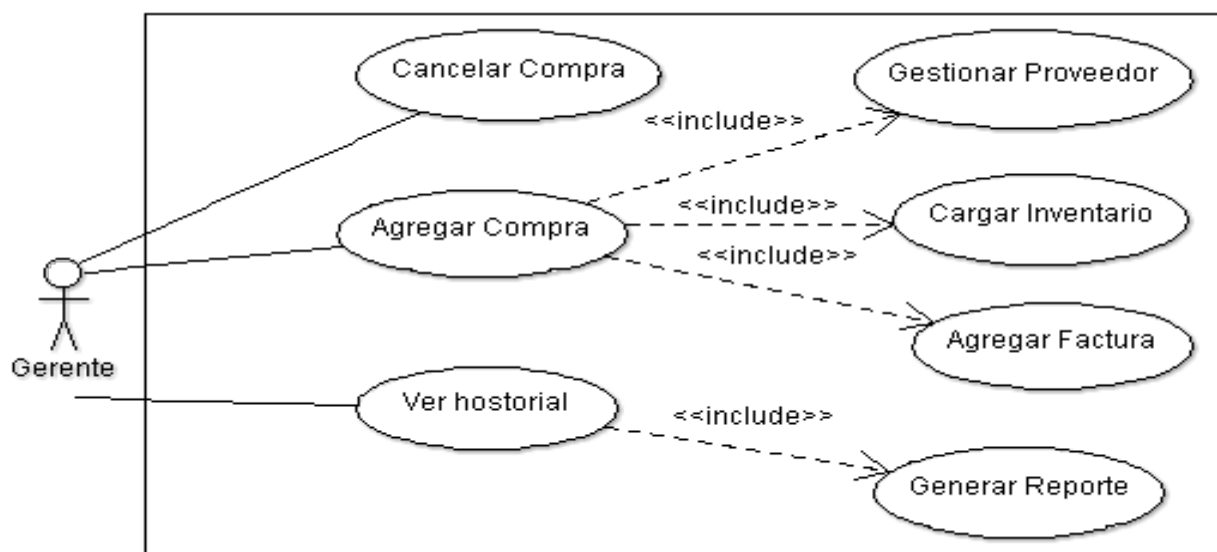 Cancelar Compra
Gestionar Proveedor
<<include>>
Agregar Compra
<<include>>
Cargar Inventario
<<include>>
Gerente
Agregar Factura
Ver hostorial
<<include>>
Generar Reporte